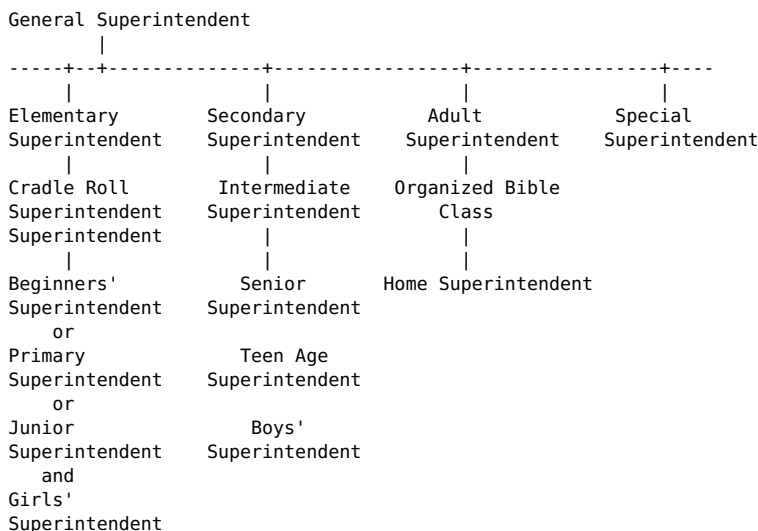 General Superintendent
Elementary Secondary Adult Special
Superintendent Superintendent Superintendent Superintendent
Cradle Roll Intermediate Organized Bible
Superintendent Superintendent Class
Superintendent
Beginners' Senior Home Superintendent
Superintendent Superintendent
or
Primary Teen Age
Superintendent Superintendent
or
Junior Boys'
Superintendent Superintendent
and
Girls'
Superintendent